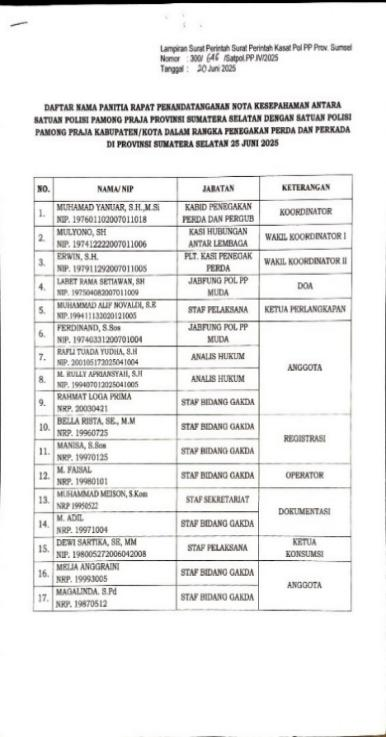 Lampiran Surat Perintah Surat Perintah Kasat Pol PP Prov. Sumsel
Nomor : 300/ /Satpol.PP.IV/2025
Tanggal : 20 Juni 2025
DAFTAR NAMA PANITIA RAPAT PENANDATANGANAN NOTA KESEPAHAMAN ANTARA
SATUAN POLISI PAMONG PRAJA PROVINSI SUMATERA SELATAN DENGAN SATUAN POLISI
PAMONG PRAJA KABUPATEN/KOTA DALAM RANGKA PENEGAKAN PERDA DAN PERKADA
DI PROVINSI SUMATERA SELATAN 25 JUNI 2025
NO. NAMA/NIP JABATAN KETERANGAN
1. MUHAMAD YANUAR, S.H.,M.Si KABID PENEGAKAN KOORDINATOR
NIP. 197601102007011018 PERDA DAN PERGUB
2. MULYONO, SH KASI HUBUNGAN WAKIL KOORDINATOR I
NIP. 197412222007011006 ANTAR LEMBAGA
3. ERWIN, S.H. PLT. KASI PENEGAK WAKIL KOORDINATOR II
NIP. 197911292007011005 PERDA
4. LABET RAMA SETIAWAN, SH JABFUNG POL PP DOA
NIP. 197504082007011009 MUDA
5. MUHAMMAD ALIF NOVALDI, S.E STAF PELAKSANA KETUA PERLANGKAPAN
NIP. 199411133020121005
6. FERDINAND, S.Sos JABFUNG POL PP ANGGOTA
NIP. 19740331200701004 MUDA
7. RAFLI TUADA YUDHA, S.H ANALIS HUKUM
NIP. 200105172025041004
8. M. RULLY APRIANSYAH, S.H ANALIS HUKUM
NIP. 199407012025041005
9. RAHMAT LOGA PRIMA STAF BIDANG GAKDA
NRP. 20030421
10. BELLA RISTA, SE., M.M STAF BIDANG GAKDA REGISTRASI
NRP. 19960725
11. MANISA, S.Sos STAF BIDANG GAKDA
NRP. 19970125
12. M. FAISAL STAF BIDANG GAKDA OPERATOR
NRP. 19980101
13. MUHAMMAD MEISON, S.Kom STAF SEKRETARIAT DOKUMENTASI
NRP 19950522
14. M. ADIL STAF BIDANG GAKDA
NRP. 19971004
15. DEWI SARTIKA, SE, MM STAF PELAKSANA KETUA
NIP. 198005272006042008 KONSUMSI
16. MELIA ANGGRAINI STAF BIDANG GAKDA ANGGOTA
NRP. 19993005
17. MAGALINDA. S.Pd STAF BIDANG GAKDA
NRP. 19870512